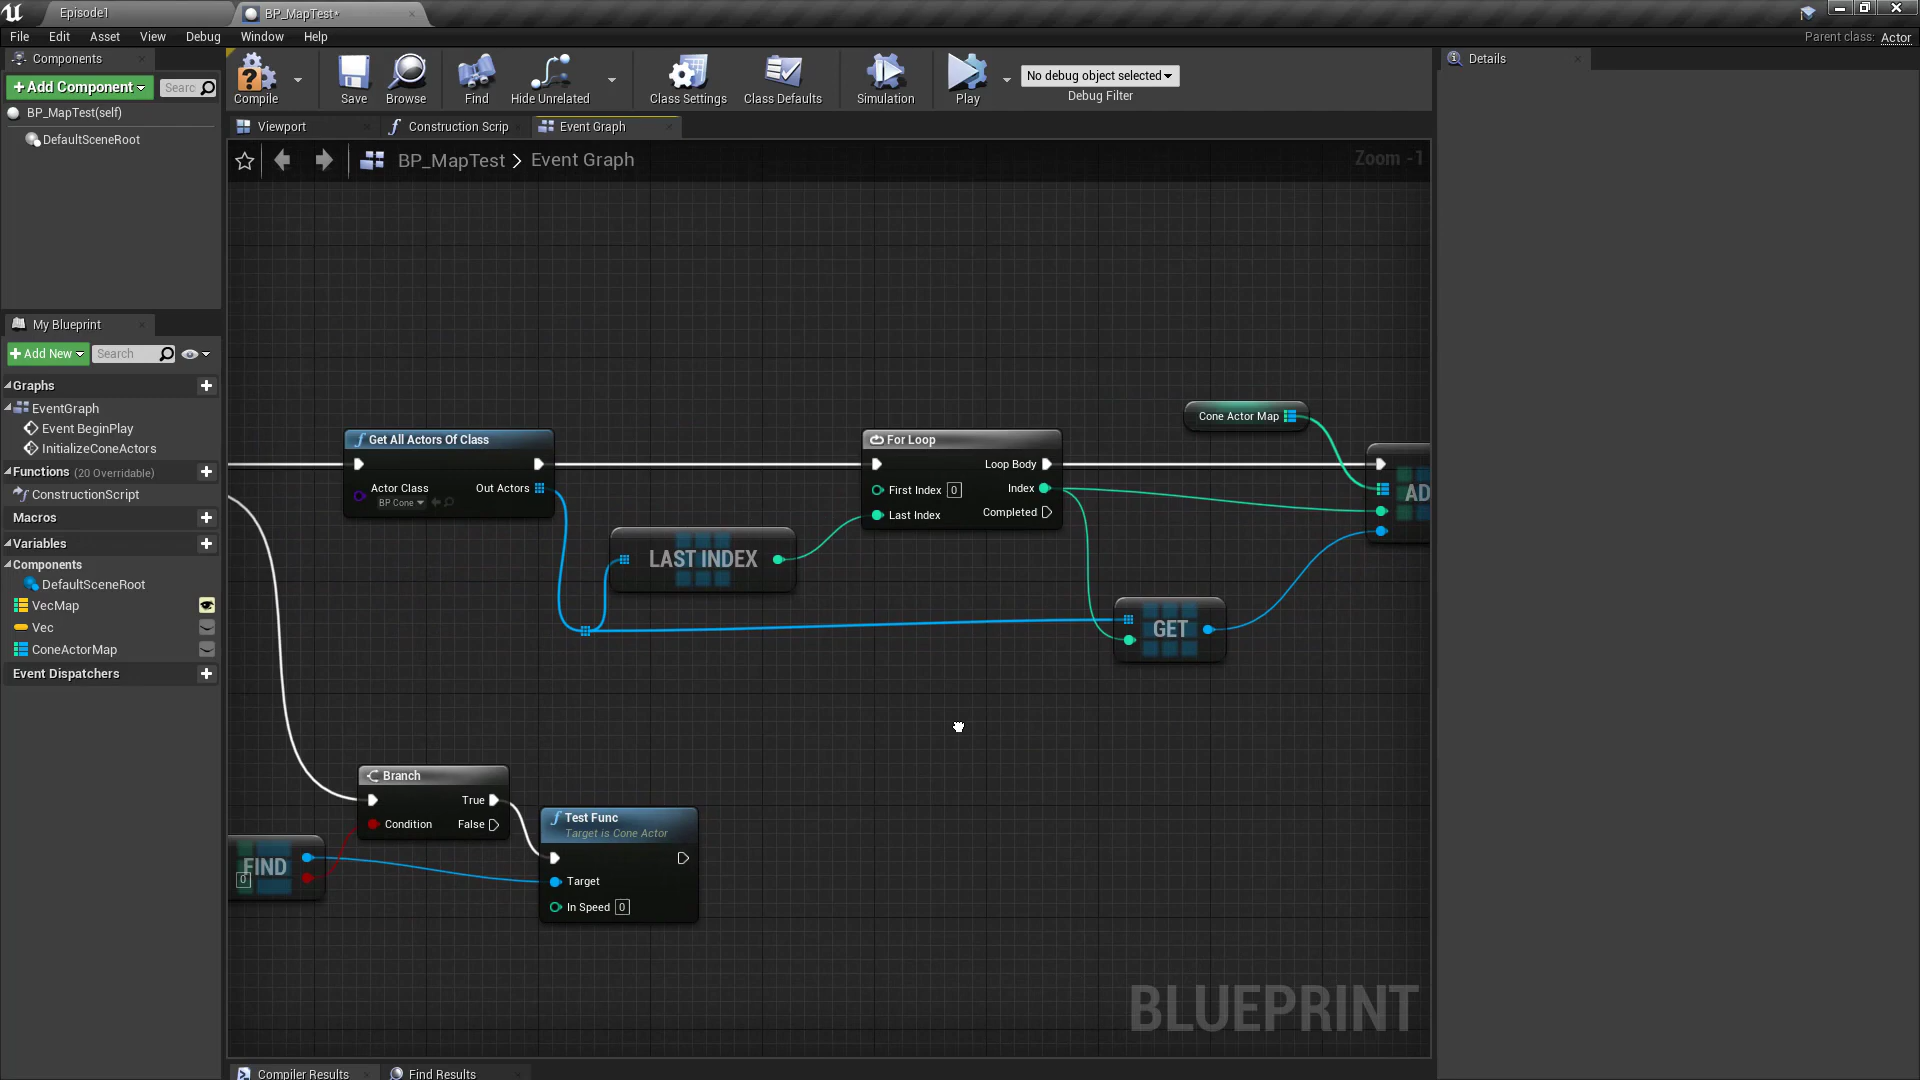 Episode1
BP_MapTest*
File Edit Asset View Debug Window Help
Parent class: Actor
Components
Details
+Add Component
Searc
Compile
Save
Browse
Find
Hide Unrelated
Class Settings
Class Defaults
Simulation
Play
No debug object selected
Debug Filter
BP_MapTest(self)
DefaultSceneRoot
Viewport
Construction Scrip
Event Graph
BP_MapTest > Event Graph
Zoom -1
My Blueprint
+Add New
Search
Graphs
EventGraph
Event BeginPlay
InitializeConeActors
Functions (20 Overridable)
ConstructionScript
Macros
Variables
Components
DefaultSceneRoot
VecMap
Vec
ConeActorMap
Event Dispatchers
Get All Actors Of Class
Actor Class
BP Cone
Out Actors
LAST INDEX
For Loop
Loop Body
First Index 0
Index
Last Index
Completed
Cone Actor Map
AD
GET
Branch
True
Condition
False
FIND
0
Test Func
Target is Cone Actor
Target
In Speed 0
BLUEPRINT
Compiler Results
Find Results